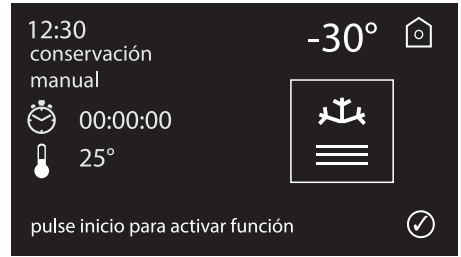 12:30
-30°
conservación
manual
00:00:00
25°
pulse inicio para activar función